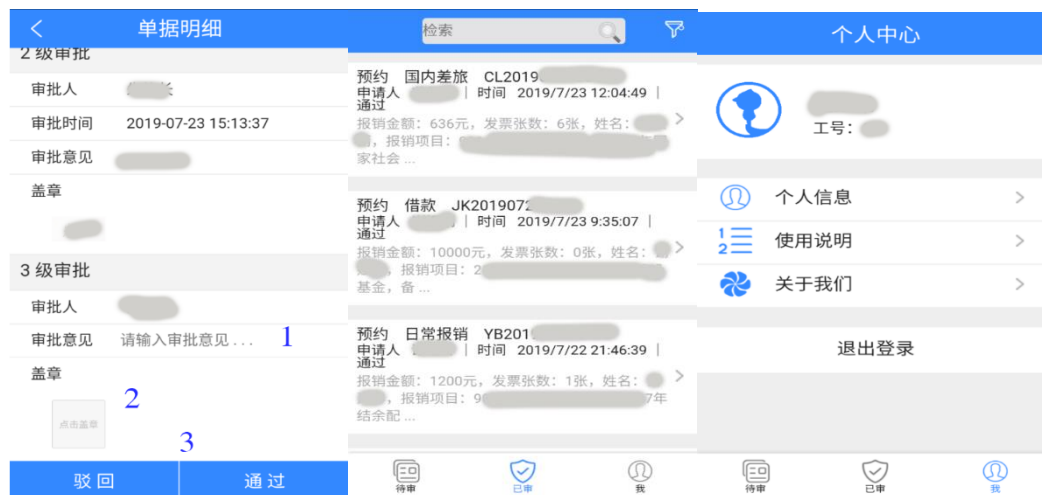 单据明细
2级审批
审批人
审批时间 2019-07-23 15:13:37
审批意见
盖章
3级审批
审批人
审批意见 请输入审批意见... 1
盖章
2
点击盖章
3
驳回 通过
检索
预约 国内差旅 CL2019
申请人 | 时间 2019/7/23 12:04:49 |
通过
报销金额：636元，发票张数：6张，姓名：
，报销项目：
家社会 ...
预约 借款 JK201907
申请人 | 时间 2019/7/23 9:35:07 |
通过
报销金额：10000元，发票张数：0张，姓名：
，报销项目：2
基金，备 ...
预约 日常报销 YB201
申请人 | 时间 2019/7/22 21:46:39 |
通过
报销金额：1200元，发票张数：1张，姓名：
，报销项目：9 7年
结余配 ...
待审 已审 我
个人中心
工号：
个人信息
使用说明
关于我们
退出登录
待审 已审 我